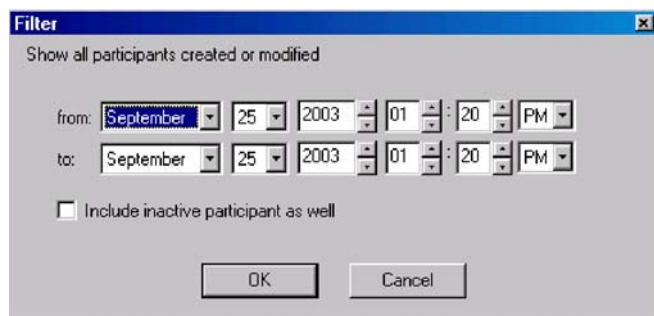 Filter
Show all participants created or modified
from: September 25 2003 01 : 20 PM
to: September 25 2003 01 : 20 PM
Include inactive participant as well
OK Cancel